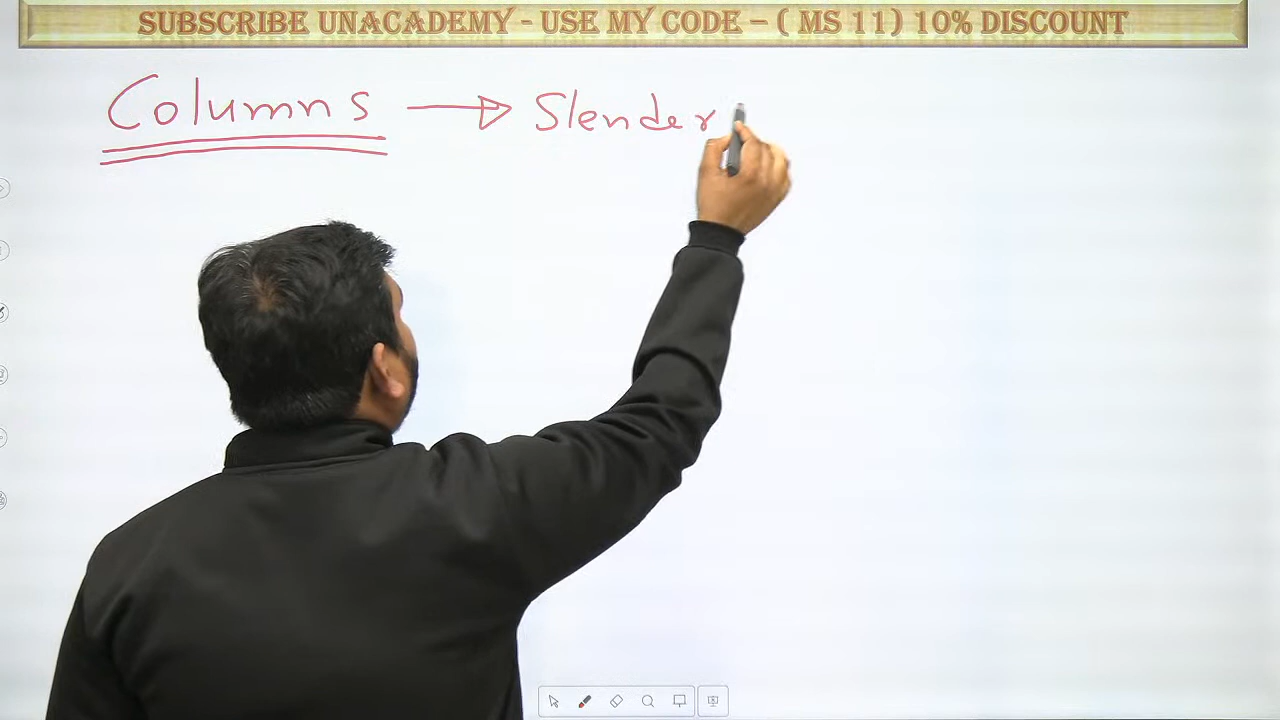 SUBSCRIBE UNACADEMY - USE MY CODE – ( MS 11) 10% DISCOUNT
Columns → Slender